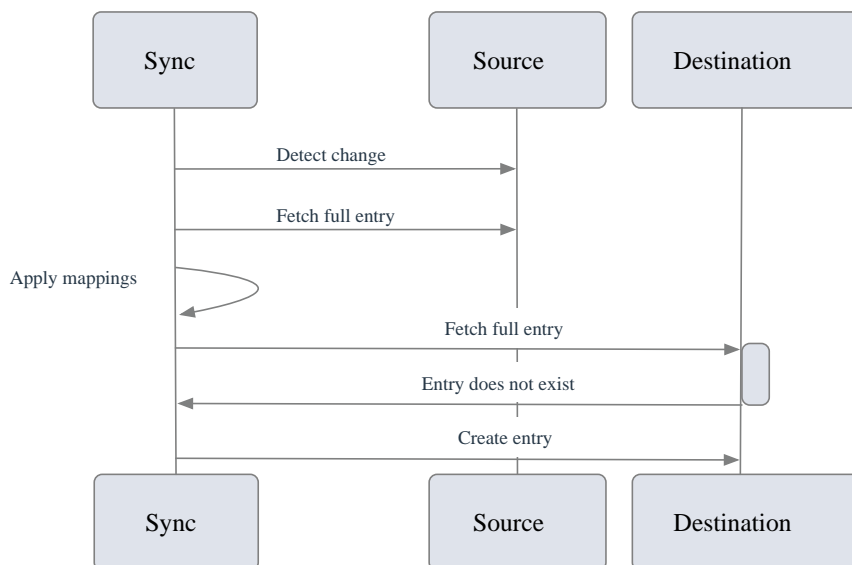 Sync
Source
Destination
Detect change
Fetch full entry
Apply mappings
Fetch full entry
Entry does not exist
Create entry
Sync
Source
Destination